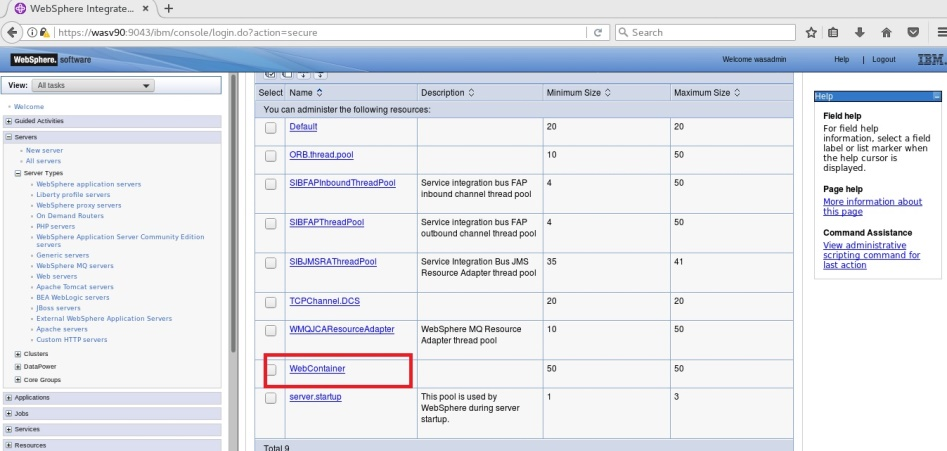 WebSphere Integrate... ×
https://wasv90:9043/ibm/console/login.do?action=secure
Search
WebSphere. software
Welcome wasadmin
Help | Logout
IBM.
View: All tasks
Welcome
Guided Activities
Servers
New server
All servers
Server Types
WebSphere application servers
Liberty profile servers
WebSphere proxy servers
On Demand Routers
PHP servers
WebSphere Application Server Community Edition
servers
Generic servers
WebSphere MQ servers
Web servers
Apache Tomcat servers
BEA WebLogic servers
JBoss servers
External WebSphere Application Servers
Apache servers
Custom HTTP servers
Clusters
DataPower
Core Groups
Applications
Jobs
Services
Resources
Select Name Description Minimum Size Maximum Size
You can administer the following resources:
Default 20 20
ORB.thread.pool 10 50
SIBFAPInboundThreadPool Service integration bus FAP 4 50
inbound channel thread pool
SIBFAPThreadPool Service integration bus FAP 4 50
outbound channel thread pool
SIBJMSRAThreadPool Service Integration Bus JMS 35 41
Resource Adapter thread pool
TCPChannel.DCS 20 20
WMQJCAResourceAdapter WebSphere MQ Resource 10 50
Adapter thread pool
WebContainer 50 50
server.startup This pool is used by 1 3
WebSphere during server
startup.
Total 9
Help
Field help
For field help
information, select a field
label or list marker when
the help cursor is
displayed.
Page help
More information about
this page
Command Assistance
View administrative
scripting command for
last action